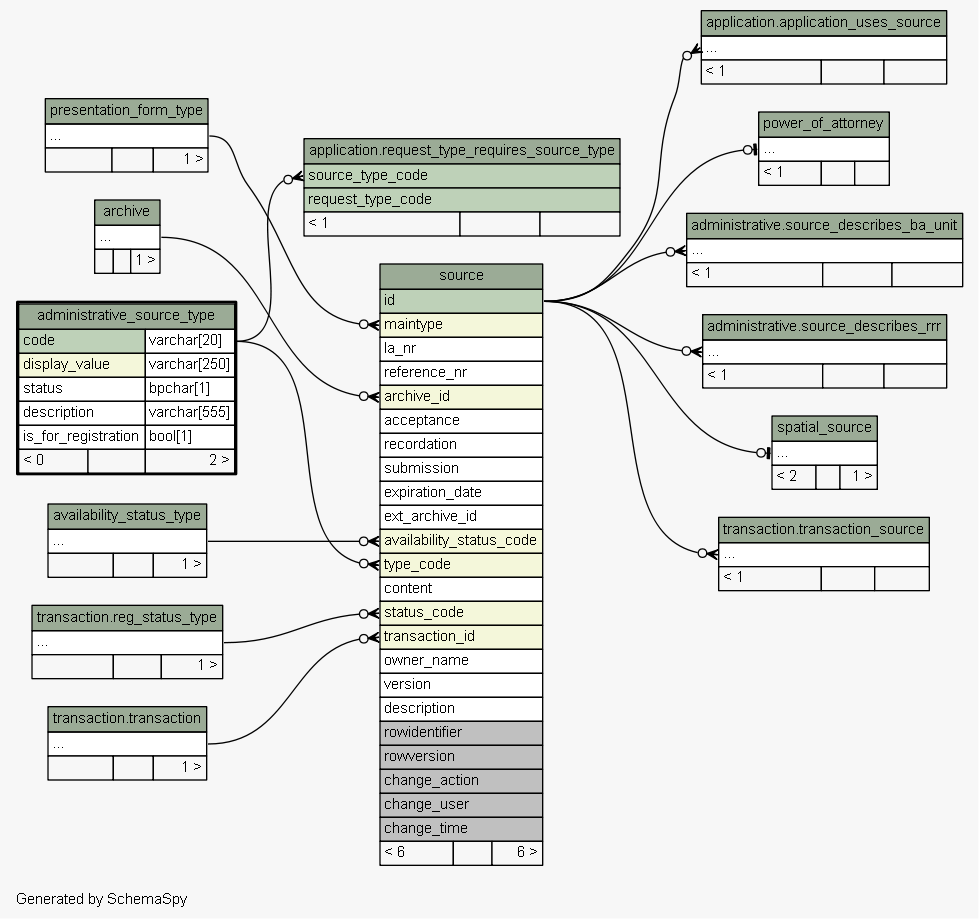 application.application_uses_source
...
< 1
presentation_form_type
...
1 >
power_of_attorney
...
< 1
application.request_type_requires_source_type
source_type_code
request_type_code
< 1
archive
...
1 >
administrative.source_describes_ba_unit
...
< 1
source
id
maintype
la_nr
reference_nr
archive_id
acceptance
recordation
submission
expiration_date
ext_archive_id
availability_status_code
type_code
content
status_code
transaction_id
owner_name
version
description
rowidentifier
rowversion
change_action
change_user
change_time
< 6 6 >
administrative_source_type
code varchar[20]
display_value varchar[250]
status bpchar[1]
description varchar[555]
is_for_registration bool[1]
< 0 2 >
administrative.source_describes_rrr
...
< 1
spatial_source
...
< 2 1 >
availability_status_type
...
1 >
transaction.transaction_source
...
< 1
transaction.reg_status_type
...
1 >
transaction.transaction
...
1 >
Generated by SchemaSpy